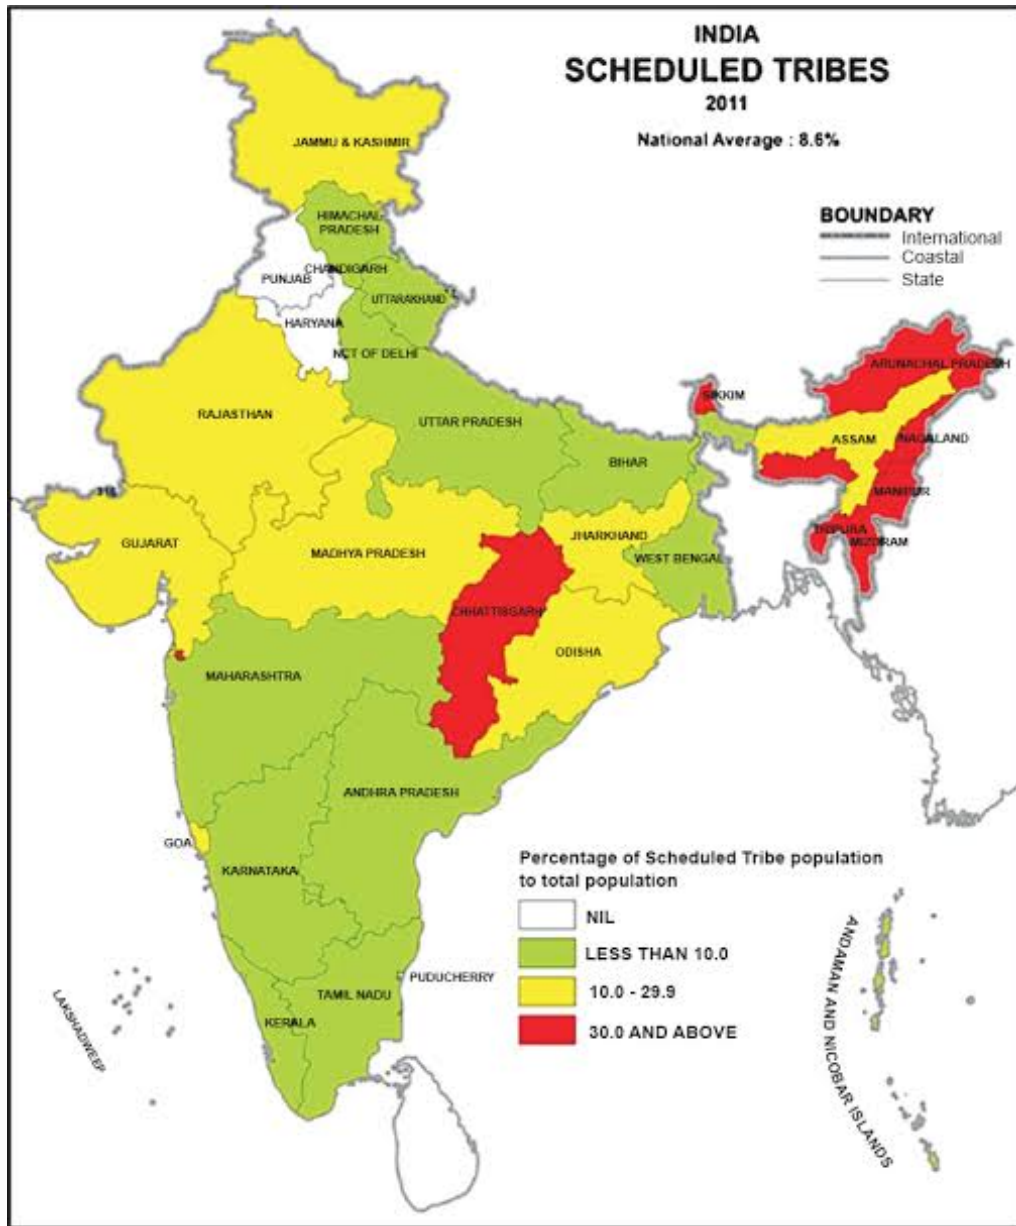 INDIA
SCHEDULED TRIBES
2011
National Average : 8.6%
BOUNDARY
International
Coastal
State
JAMMU & KASHMIR
HIMACHAL
PRADESH
CHANDIGARH
PUNJAB
UTTARAKHAND
HARYANA
NCT OF DELHI
ARUNACHAL PRADESH
SIKKIM
RAJASTHAN
UTTAR PRADESH
ASSAM
NAGALAND
BIHAR
MANIPUR
GUJARAT
MADHYA PRADESH
JHARKHAND
TRIPURA
MIZORAM
WEST BENGAL
CHHATTISGARH
ODISHA
MAHARASHTRA
ANDHRA PRADESH
GOA
KARNATAKA
Percentage of Scheduled Tribe population
to total population
NIL
LESS THAN 10.0
10.0 - 29.9
30.0 AND ABOVE
PUDUCHERRY
TAMIL NADU
KERALA
LAKSHADWEEP
ANDAMAN AND NICOBAR ISLANDS